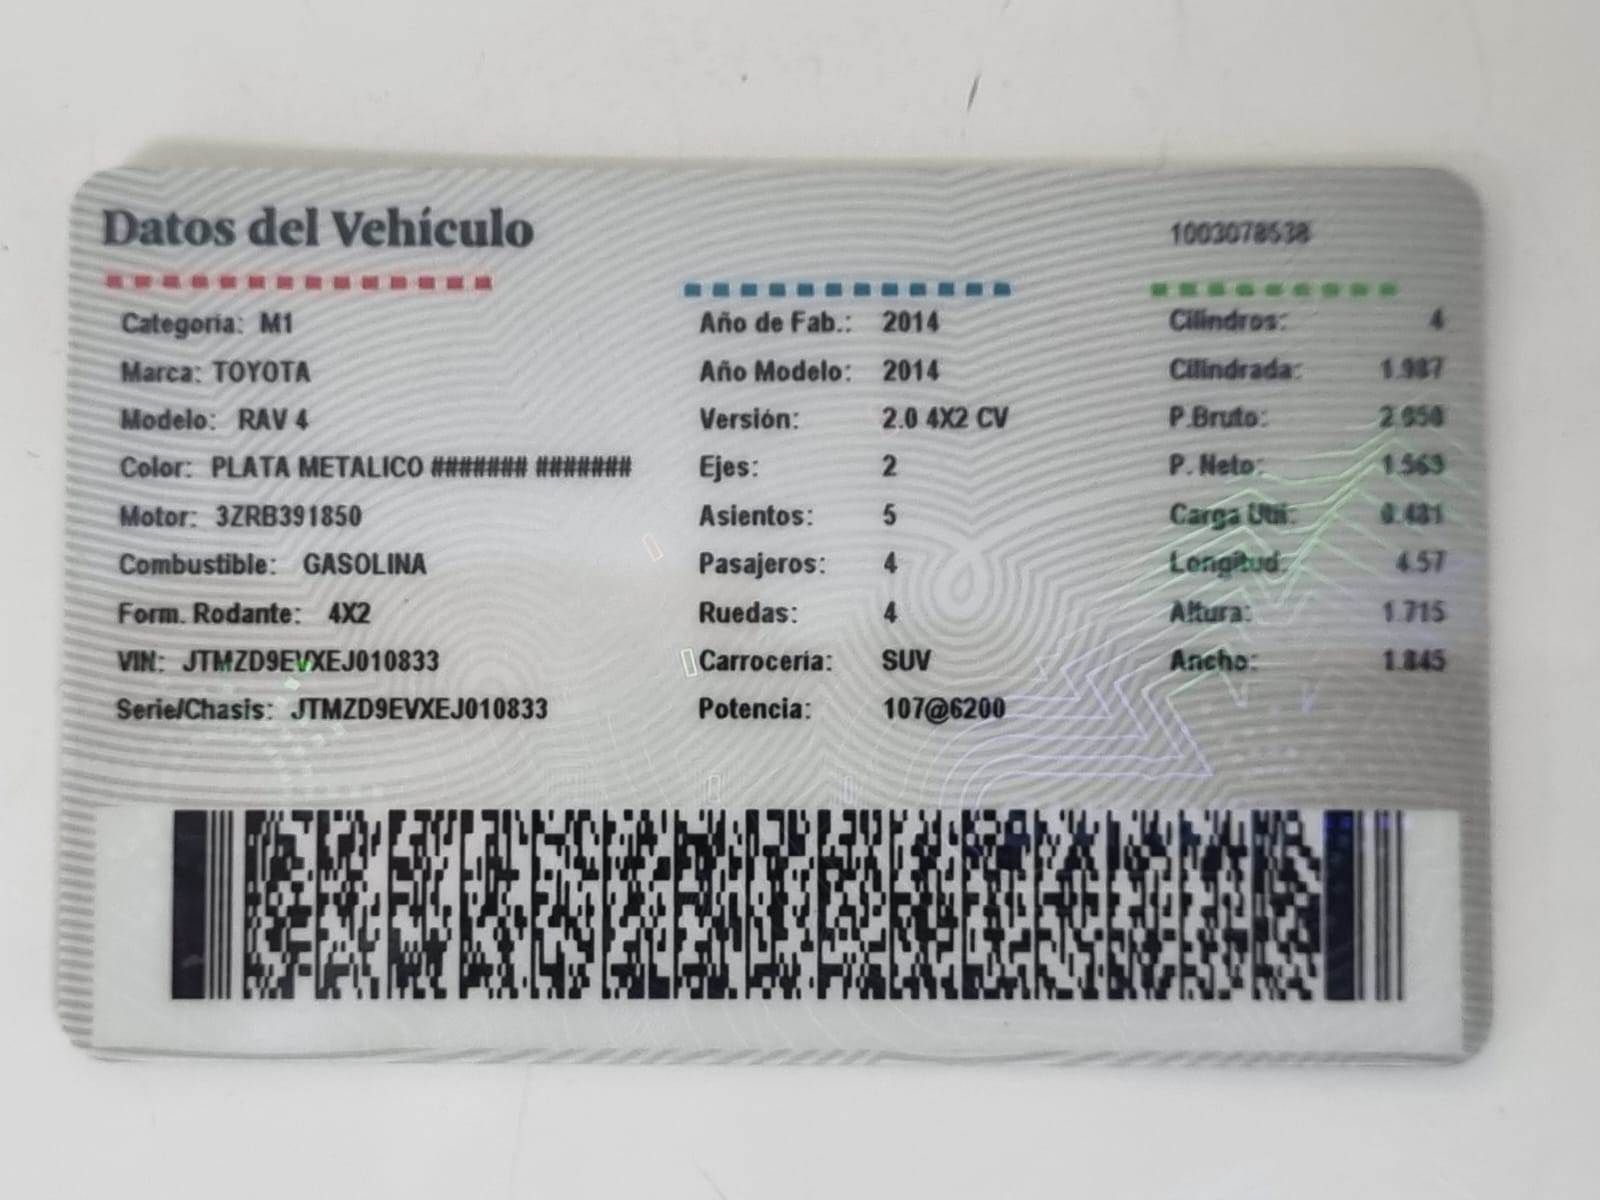 Datos del Vehículo
1003078538
Categoria: M1
Marca: TOYOTA
Modelo: RAV 4
Color: PLATA METALICO ####### #######
Motor: 3ZRB391850
Combustible: GASOLINA
Form. Rodante: 4X2
VIN: JTMZD9EVXEJ010833
Serie/Chasis: JTMZD9EVXEJ010833
Año de Fab.: 2014
Año Modelo: 2014
Versión: 2.0 4X2 CV
Ejes: 2
Asientos: 5
Pasajeros: 4
Ruedas: 4
Carrocería: SUV
Potencia: 107@6200
Cilindros: 4
Cilindrada: 1.987
P.Bruto: 2.050
P. Neto: 1.569
Carga Util: 0.481
Longitud: 4.57
Altura: 1.715
Ancho: 1.845